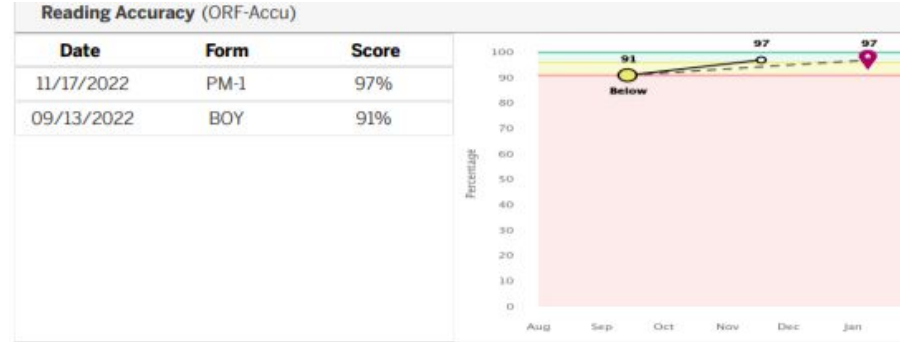 Reading Accuracy (ORF-Accu)
Date Form Score
11/17/2022 PM-1 97%
09/13/2022 BOY 91%
Percentage
100
90
80
70
60
50
40
30
20
10
0
91
Below
97
97
Aug Sep Oct Nov Dec Jan